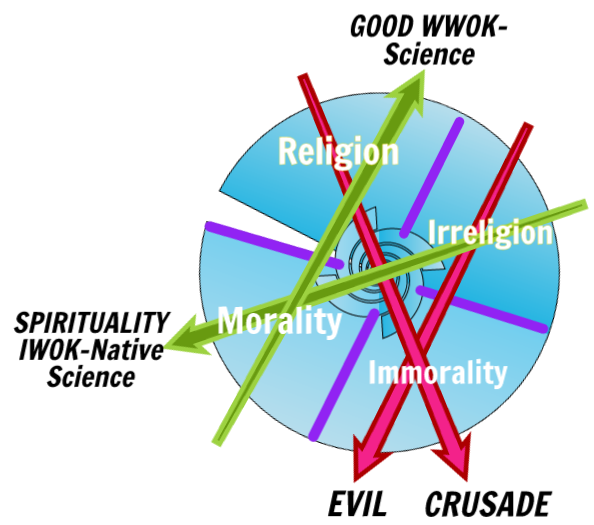 GOOD WWOK-
Science
Religion
Irreligion
SPIRITUALITY
IWOK-Native
Science
Morality
Immorality
EVIL
CRUSADE